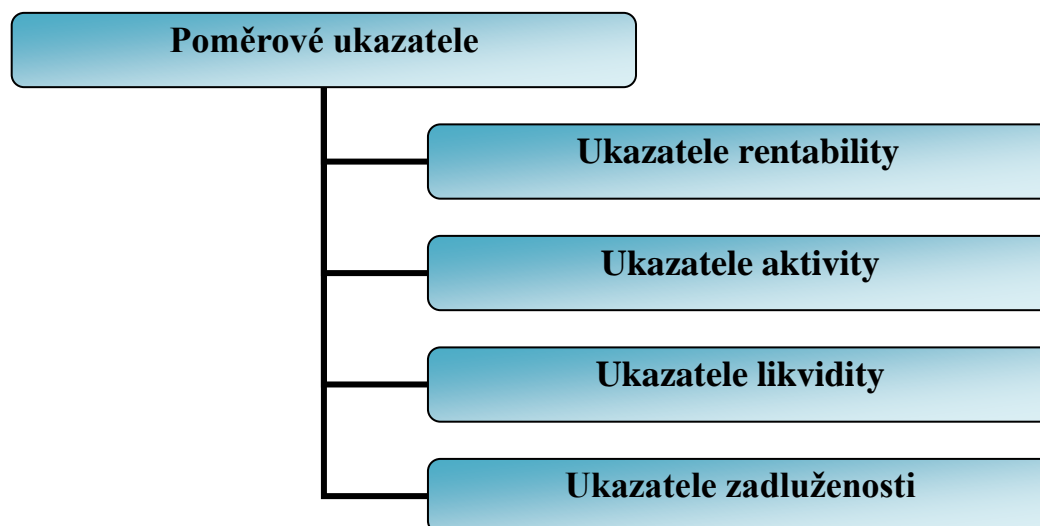 Poměrové ukazatele
Ukazatele rentability
Ukazatele aktivity
Ukazatele likvidity
Ukazatele zadluženosti